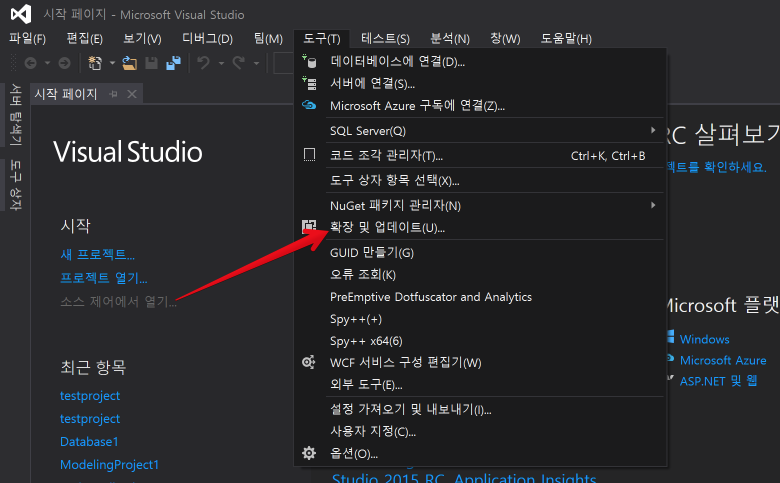 시작 페이지 - Microsoft Visual Studio
파일(F) 편집(E) 보기(V) 디버그(D) 팀(M) 도구(T) 테스트(S) 분석(N) 창(W) 도움말(H)
서버 탐색기
도구 상자
시작 페이지
Visual Studio
시작
새 프로젝트...
프로젝트 열기...
소스 제어에서 열기...
최근 항목
testproject
testproject
Database1
ModelingProject1
데이터베이스에 연결(D)...
서버에 연결(S)...
Microsoft Azure 구독에 연결(Z)...
SQL Server(Q)
코드 조각 관리자(T)... Ctrl+K, Ctrl+B
도구 상자 항목 선택(X)...
NuGet 패키지 관리자(N)
확장 및 업데이트(U)...
GUID 만들기(G)
오류 조회(K)
PreEmptive Dotfuscator and Analytics
Spy++(+)
Spy++ x64(6)
WCF 서비스 구성 편집기(W)
외부 도구(E)...
설정 가져오기 및 내보내기(I)...
사용자 지정(C)...
옵션(O)...
RC 살펴보기
젝트를 확인하세요.
Microsoft 플랫
Windows
Microsoft Azure
ASP.NET 및 웹
Studio 2015 RC, Application Insights